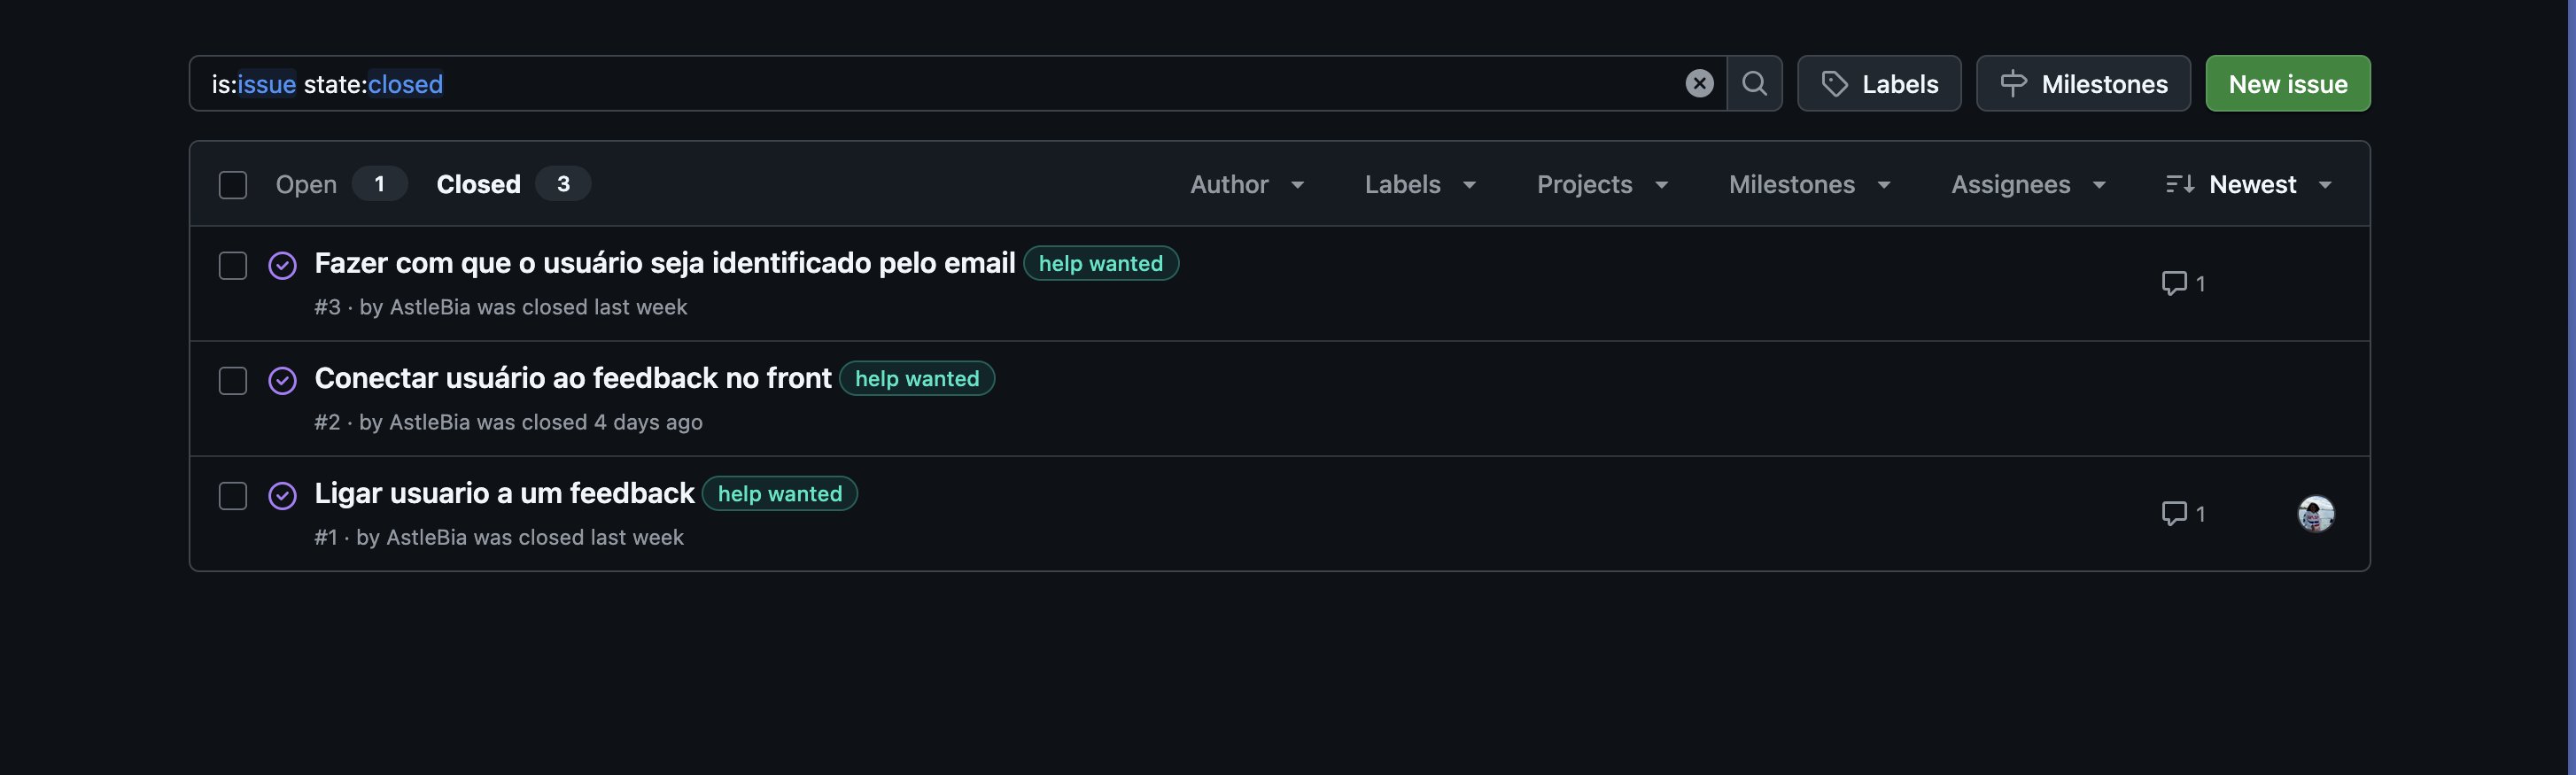 is:issue state:closed
Labels
Milestones
New issue
Open 1 Closed 3 Author Labels Projects Milestones Assignees Newest
Fazer com que o usuário seja identificado pelo email help wanted
#3 · by AstleBia was closed last week
1
Conectar usuário ao feedback no front help wanted
#2 · by AstleBia was closed 4 days ago
Ligar usuario a um feedback help wanted
#1 · by AstleBia was closed last week
1